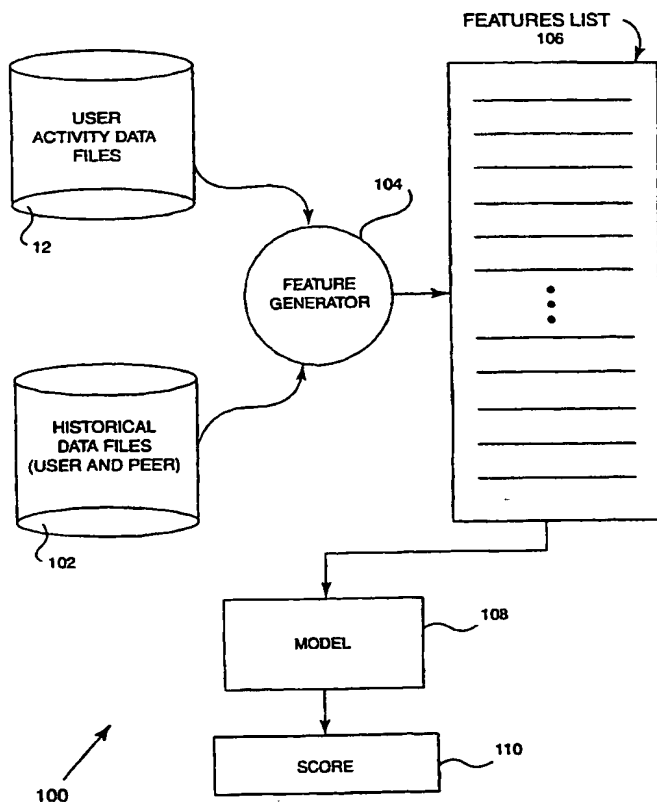 FEATURES LIST
106
USER
ACTIVITY DATA
FILES
12
104
FEATURE
GENERATOR
HISTORICAL
DATA FILES
(USER AND PEER)
102
MODEL
108
SCORE
110
100